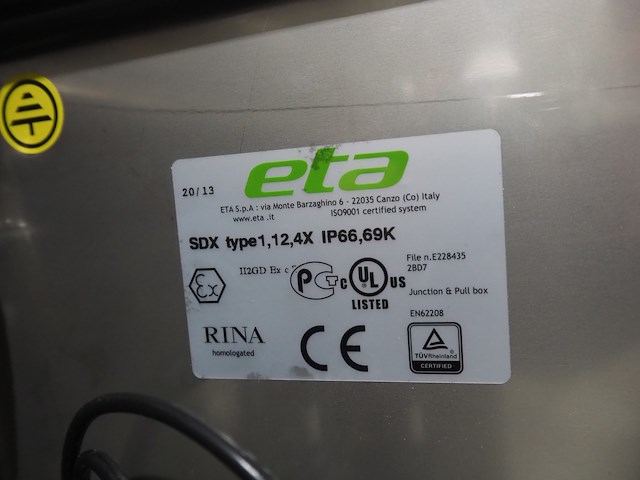 eta
20/13
ETA S.p.A : via Monte Barzaghino 6 - 22035 Canzo (Co) Italy
www.eta .it
ISO9001 certified system
SDX type1,12,4X IP66,69K
Ex
II2GD Ex c
PCT
c UL US
LISTED
File n.E228435
2BD7
Junction & Pull box
RINA
homologated
CE
EN62208
TÜVRheinland
CERTIFIED